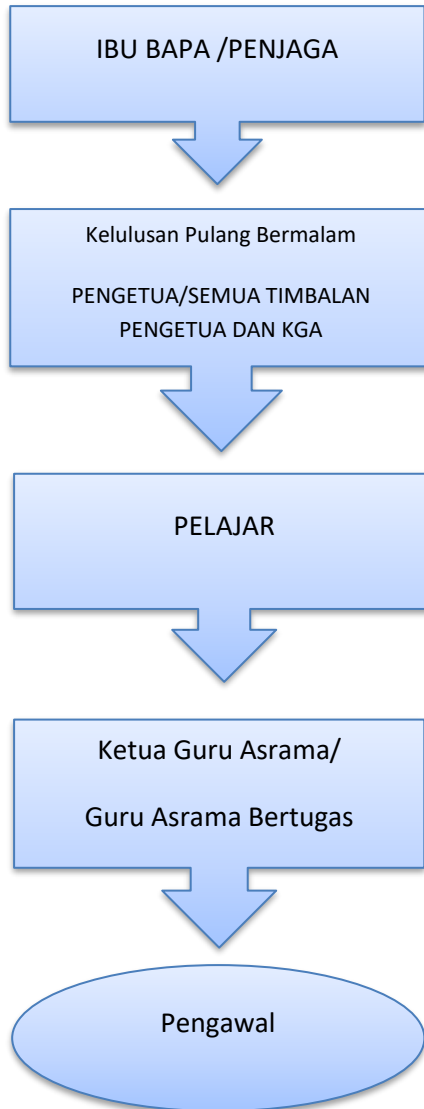 IBU BAPA /PENJAGA
Kelulusan Pulang Bermalam
PENGETUA/SEMUA TIMBALAN
PENGETUA DAN KGA
PELAJAR
Ketua Guru Asrama/
Guru Asrama Bertugas
Pengawal